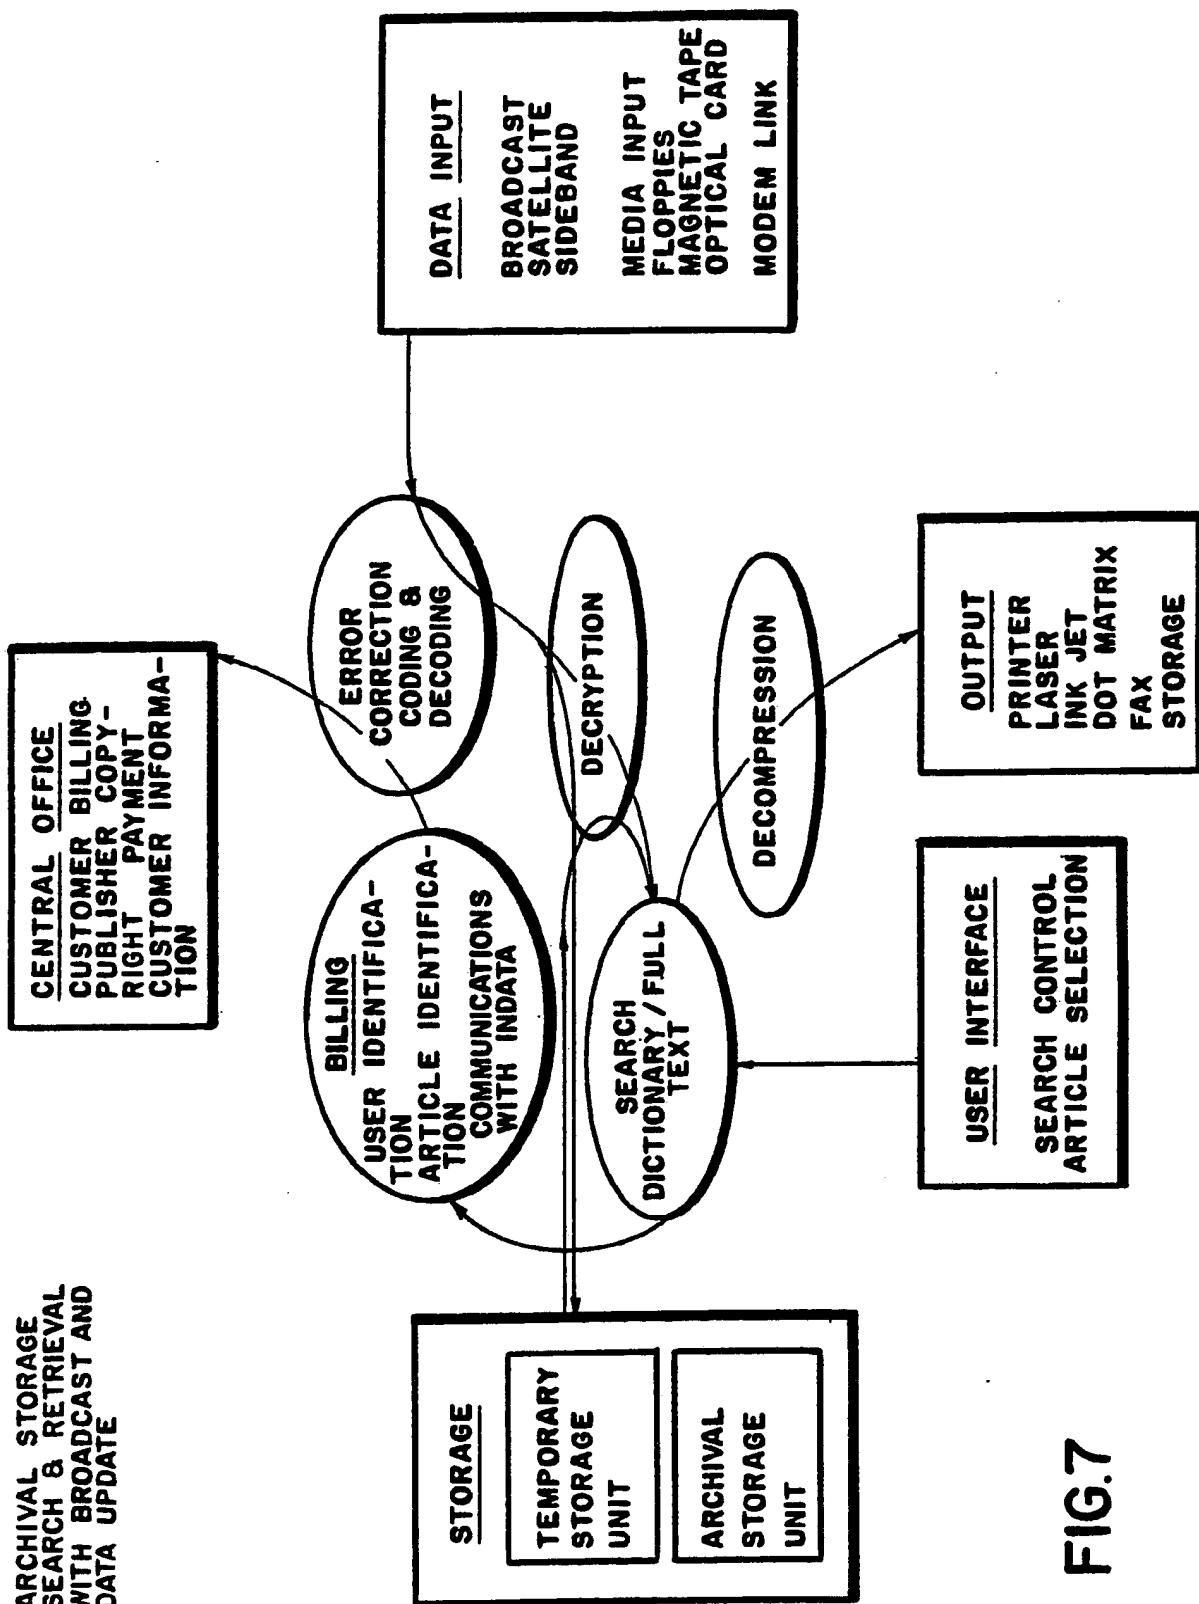 ARCHIVAL STORAGE
SEARCH & RETRIEVAL
WITH BROADCAST AND
DATA UPDATE
CENTRAL OFFICE
CUSTOMER BILLING
PUBLISHER COPY-
RIGHT PAYMENT
CUSTOMER INFORMA-
TION
BILLING
USER IDENTIFICA-
TION
ARTICLE IDENTIFICA-
TION
COMMUNICATIONS
WITH INDATA
ERROR
CORRECTION
CODING &
DECODING
DATA INPUT
BROADCAST
SATELLITE
SIDEBAND
MEDIA INPUT
FLOPPIES
MAGNETIC TAPE
OPTICAL CARD
MODEM LINK
STORAGE
TEMPORARY
STORAGE
UNIT
ARCHIVAL
STORAGE
UNIT
SEARCH
DICTIONARY/FULL
TEXT
DECRYPTION
DECOMPRESSION
USER INTERFACE
SEARCH CONTROL
ARTICLE SELECTION
OUTPUT
PRINTER
LASER
INK JET
DOT MATRIX
FAX
STORAGE
FIG.7